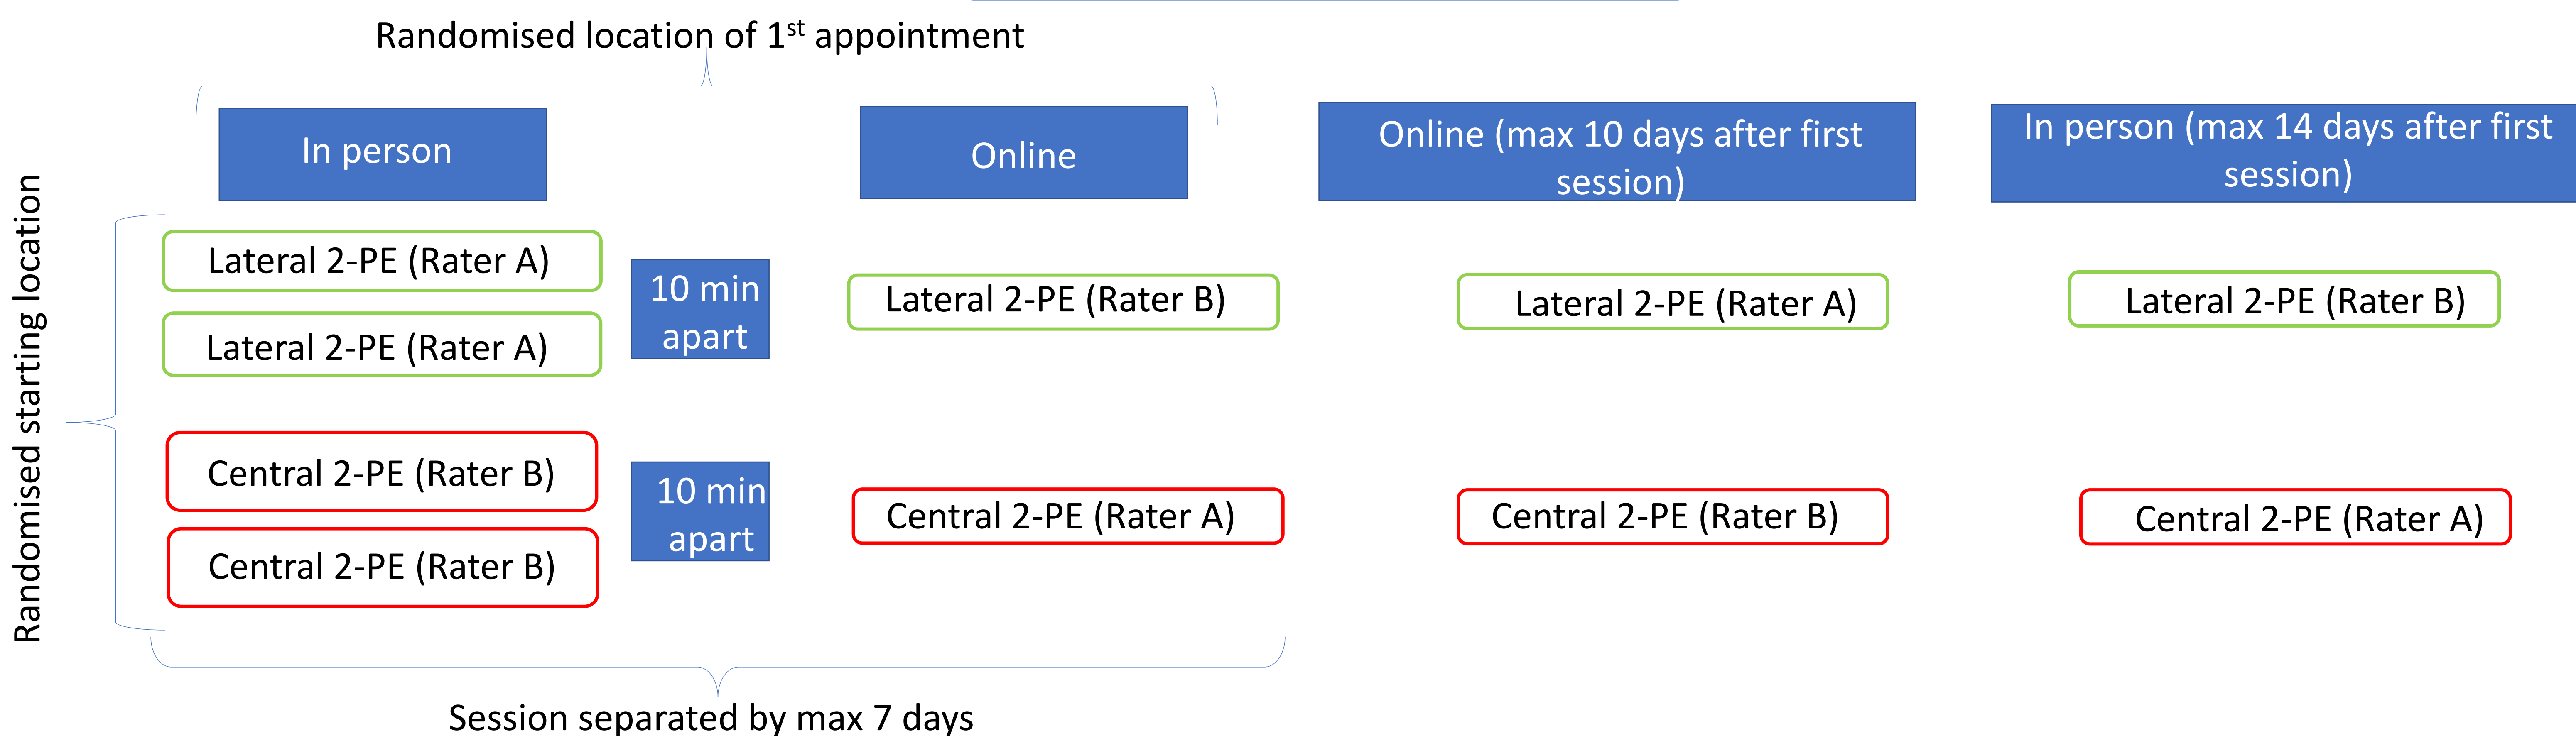 Randomised location of 1st appointment
In person
Online
Online (max 10 days after first
session)
In person (max 14 days after first
session)
Randomised starting location
Lateral 2-PE (Rater A)
Lateral 2-PE (Rater A)
10 min
apart
Lateral 2-PE (Rater B)
Lateral 2-PE (Rater A)
Lateral 2-PE (Rater B)
Central 2-PE (Rater B)
Central 2-PE (Rater B)
10 min
apart
Central 2-PE (Rater A)
Central 2-PE (Rater B)
Central 2-PE (Rater A)
Session separated by max 7 days